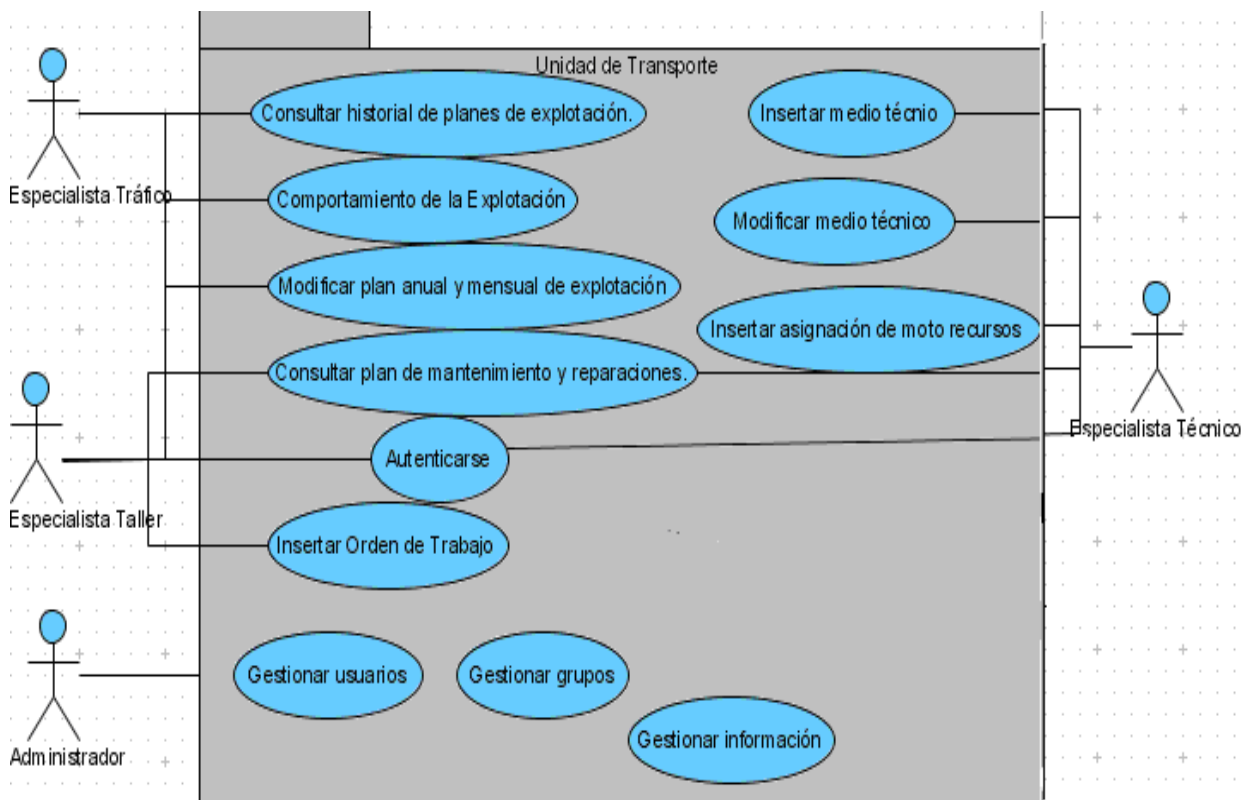 Unidad de Transporte
Consultar historial de planes de explotación.
Insertar medio técnio
Especialista Tráfico
Comportamiento de la Explotación
Modificar medio técnico
Modificar plan anual y mensual de explotación
Insertar asignación de moto recursos
Consultar plan de mantenimiento y reparaciones.
Especialista Técnico
Autenticarse
Especialista Taller
Insertar Orden de Trabajo
Gestionar usuarios
Gestionar grupos
Gestionar información
Administrador